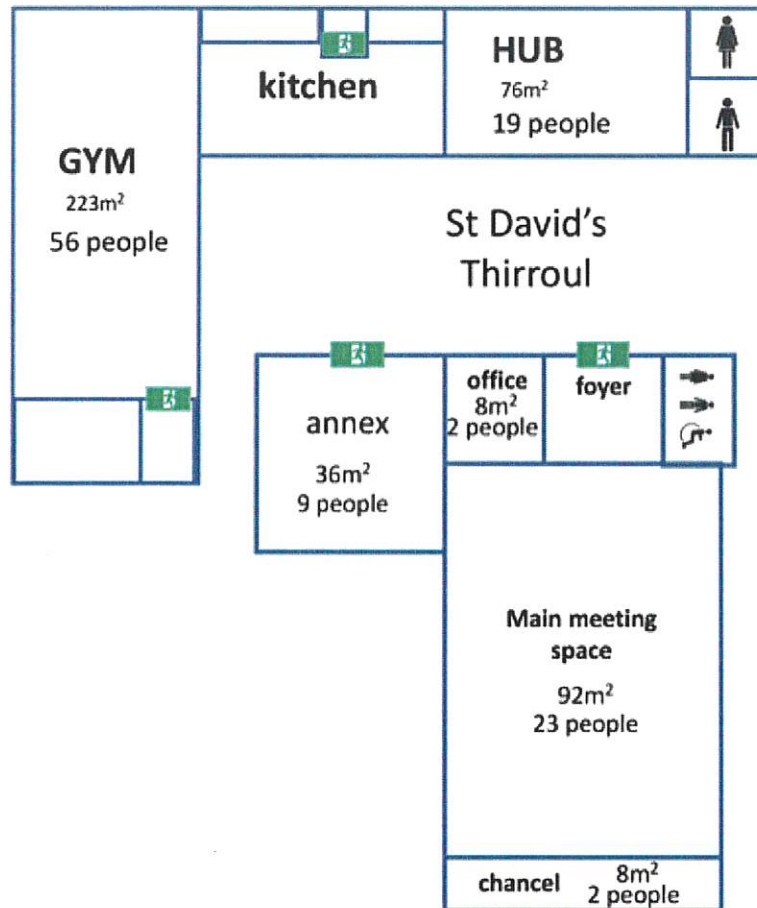 HUB
76m²
19 people
kitchen
GYM
223m²
56 people
St David's
Thirroul
annex
36m²
9 people
office
8m²
2 people
foyer
Main meeting
space
92m²
23 people
chancel 8m²
2 people